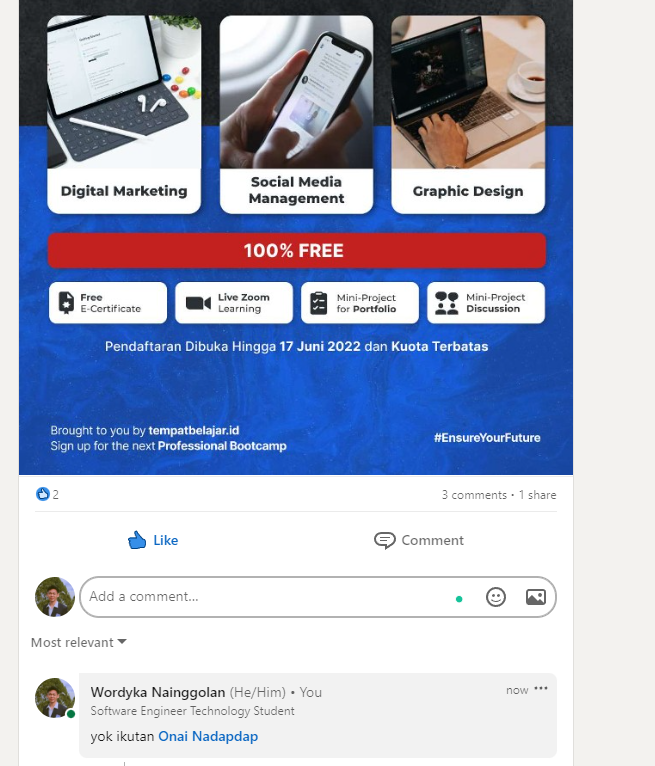 Digital Marketing
Social Media
Management
Graphic Design
100% FREE
Free
E-Certificate
Live Zoom
Learning
Mini-Project
for Portfolio
Mini-Project
Discussion
Pendaftaran Dibuka Hingga 17 Juni 2022 dan Kuota Terbatas
Brought to you by tempatbelajar.id
Sign up for the next Professional Bootcamp
#EnsureYourFuture
2
3 comments • 1 share
Like
Comment
Add a comment...
Most relevant
Wordyka Nainggolan (He/Him) • You
now
Software Engineer Technology Student
yok ikutan Onai Nadapdap